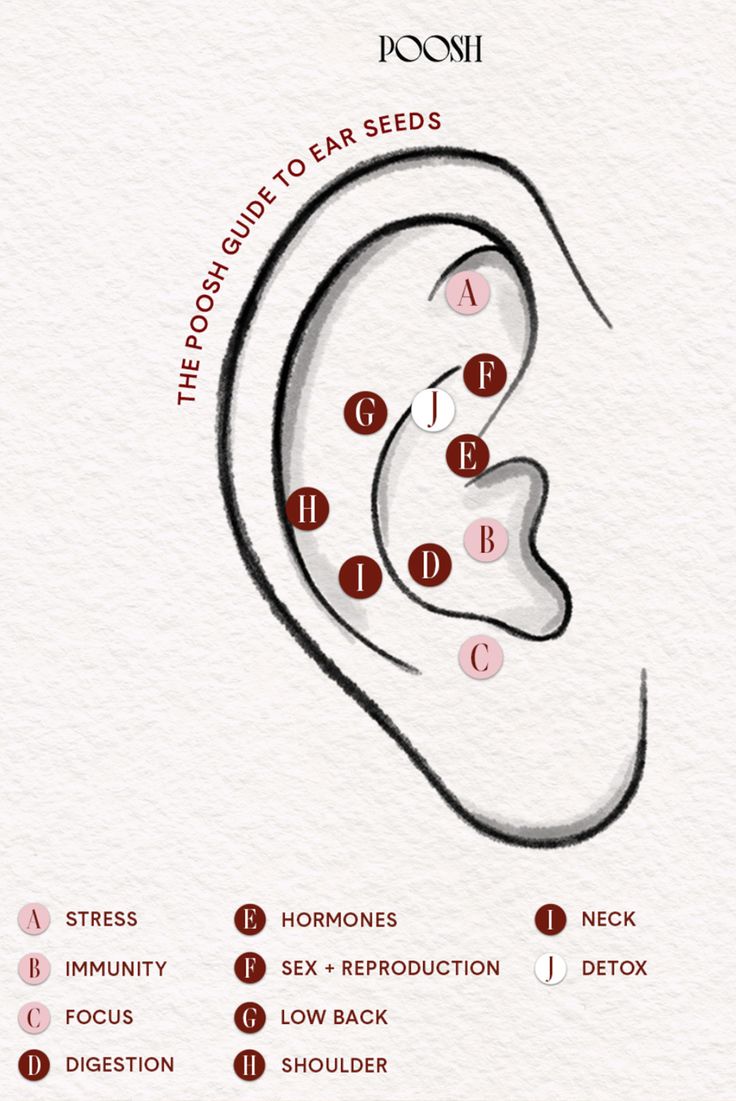 POOSH
THE POOSH GUIDE TO EAR SEEDS
A
F
G
J
E
H
B
I
D
C
A STRESS
B IMMUNITY
C FOCUS
D DIGESTION
E HORMONES
F SEX + REPRODUCTION
G LOW BACK
H SHOULDER
I NECK
J DETOX